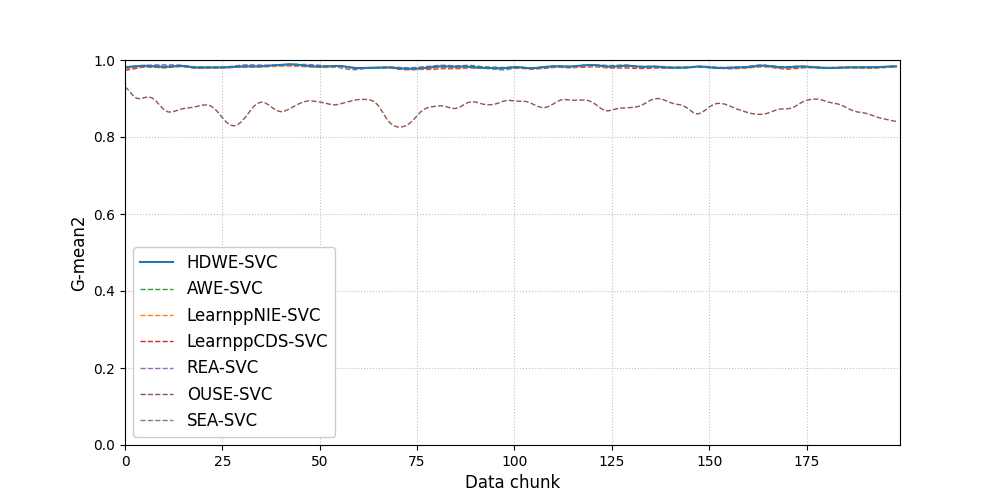 1.0
0.8
0.6
0.4
0.2
0.0
G-mean2
HDWE-SVC
AWE-SVC
LearnppNIE-SVC
LearnppCDS-SVC
REA-SVC
OUSE-SVC
SEA-SVC
0 25 50 75 100 125 150 175
Data chunk